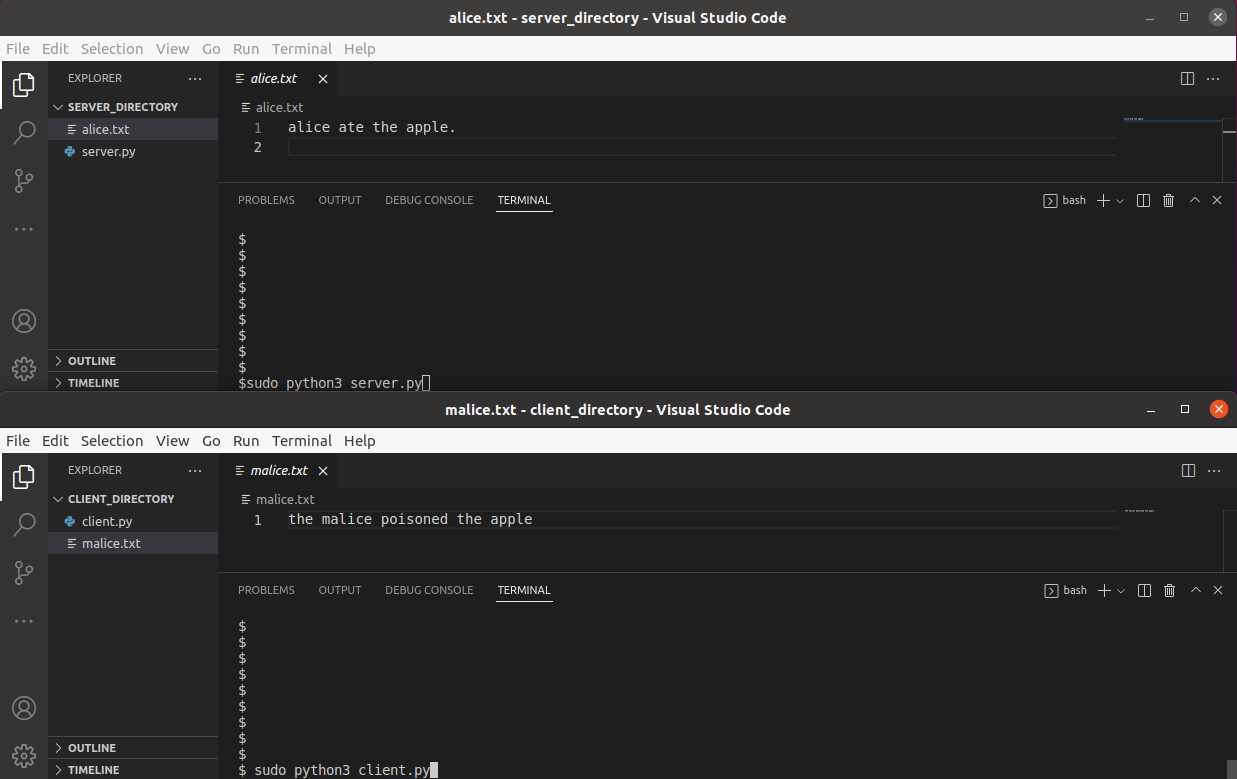 alice.txt - server_directory - Visual Studio Code
File Edit Selection View Go Run Terminal Help
EXPLORER
alice.txt
SERVER_DIRECTORY
alice.txt
alice.txt
1 alice ate the apple.
server.py
2
PROBLEMS OUTPUT DEBUG CONSOLE TERMINAL
bash
$
$
$
$
$
$
$
$
$
$sudo python3 server.py
OUTLINE
TIMELINE
malice.txt - client_directory - Visual Studio Code
File Edit Selection View Go Run Terminal Help
EXPLORER
malice.txt
CLIENT_DIRECTORY
malice.txt
client.py
1 the malice poisoned the apple
malice.txt
PROBLEMS OUTPUT DEBUG CONSOLE TERMINAL
bash
$
$
$
$
$
$
$
$
$
$ sudo python3 client.py
OUTLINE
TIMELINE